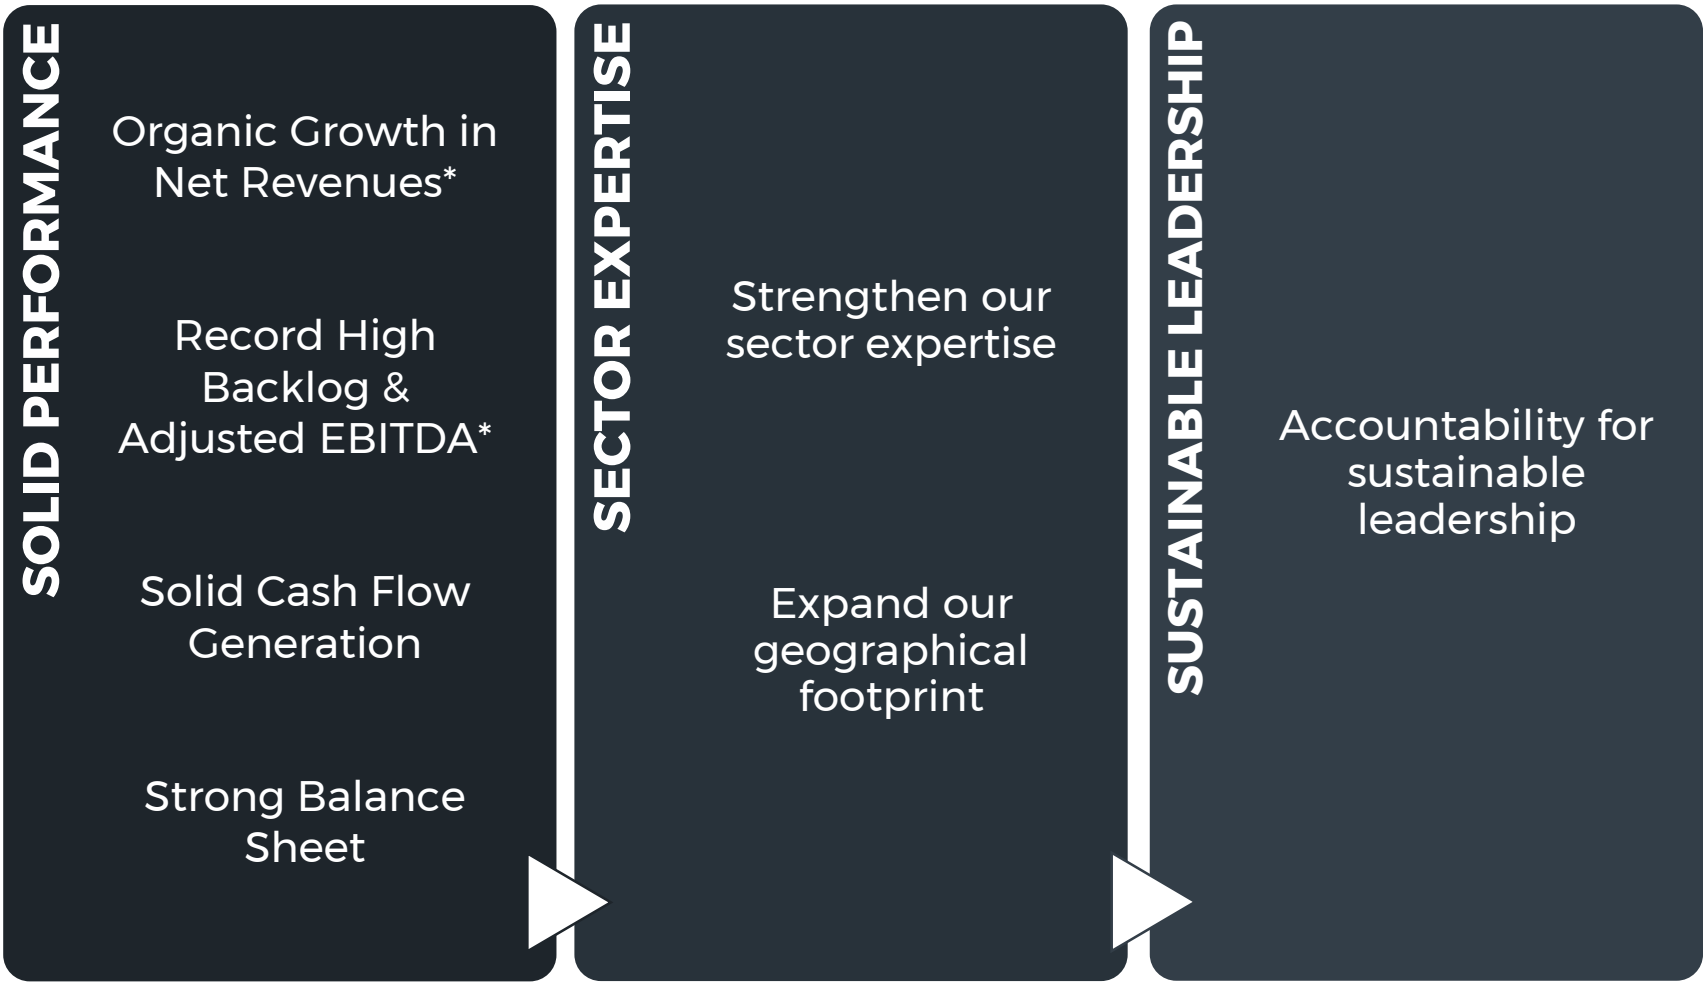 SOLID PERFORMANCE
Organic Growth in
Net Revenues*
Record High
Backlog &
Adjusted EBITDA*
Solid Cash Flow
Generation
Strong Balance
Sheet
SECTOR EXPERTISE
Strengthen our
sector expertise
Expand our
geographical
footprint
SUSTAINABLE LEADERSHIP
Accountability for
sustainable
leadership